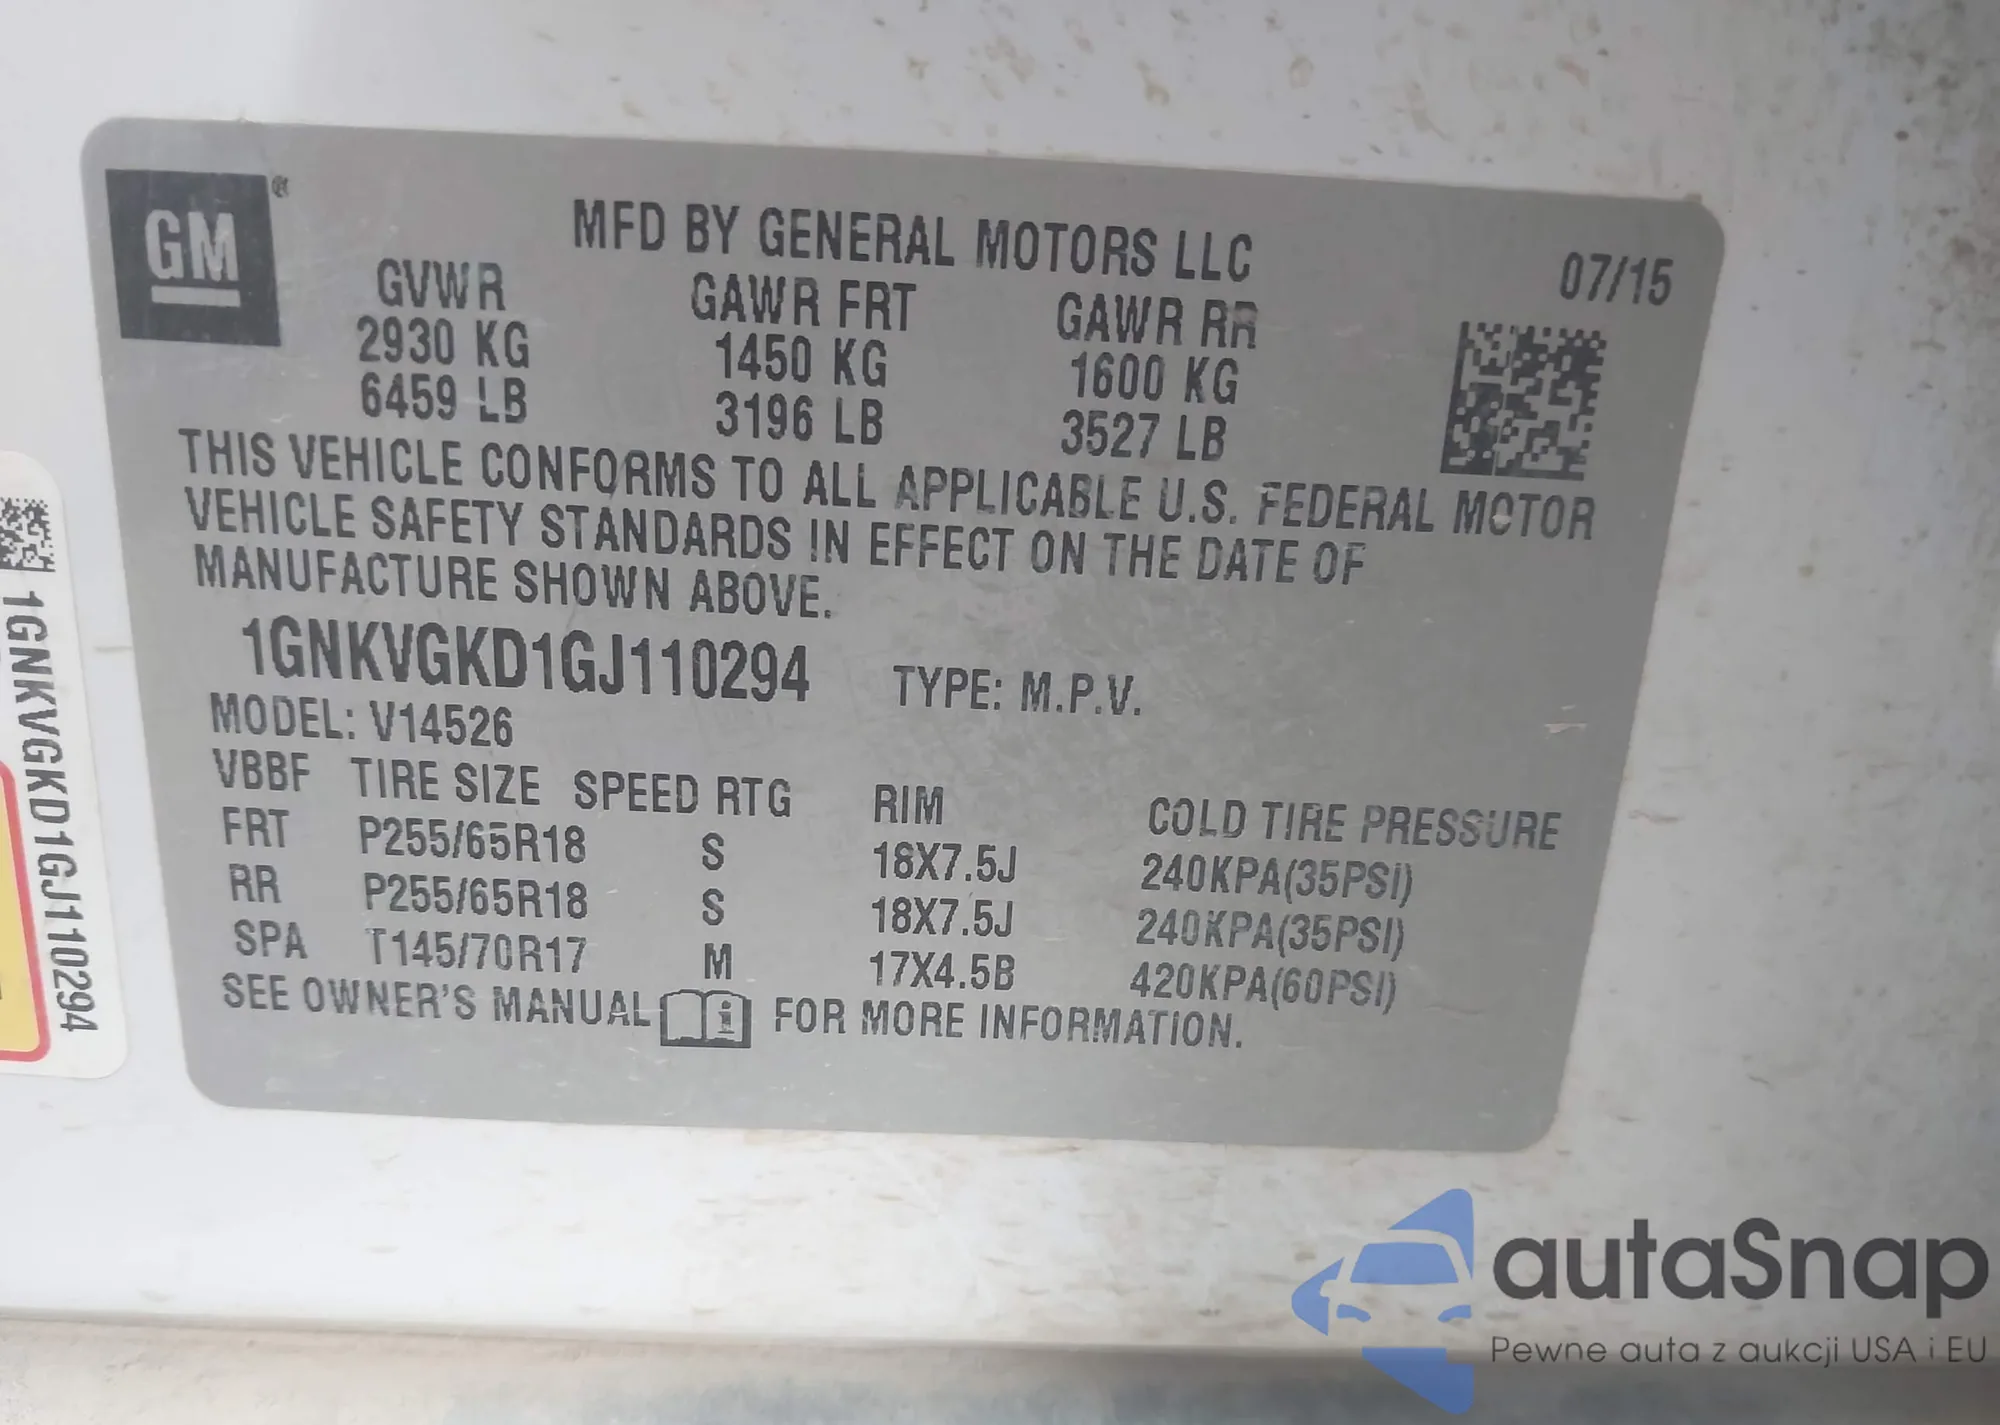 GM
MFD BY GENERAL MOTORS LLC
07/15
GVWR GAWR FRT GAWR RR
2930 KG 1450 KG 1600 KG
6459 LB 3196 LB 3527 LB
THIS VEHICLE CONFORMS TO ALL APPLICABLE U.S. FEDERAL MOTOR
VEHICLE SAFETY STANDARDS IN EFFECT ON THE DATE OF
MANUFACTURE SHOWN ABOVE.
1GNKVGKD1GJ110294 TYPE: M.P.V.
MODEL: V14526
VBBF TIRE SIZE SPEED RTG RIM COLD TIRE PRESSURE
FRT P255/65R18 S 18X7.5J 240KPA(35PSI)
RR P255/65R18 S 18X7.5J 240KPA(35PSI)
SPA T145/70R17 M 17X4.5B 420KPA(60PSI)
SEE OWNER'S MANUAL FOR MORE INFORMATION.
1GNKVGKD1GJ110294
autaSnap
Pewne auta z aukcji USA i EU